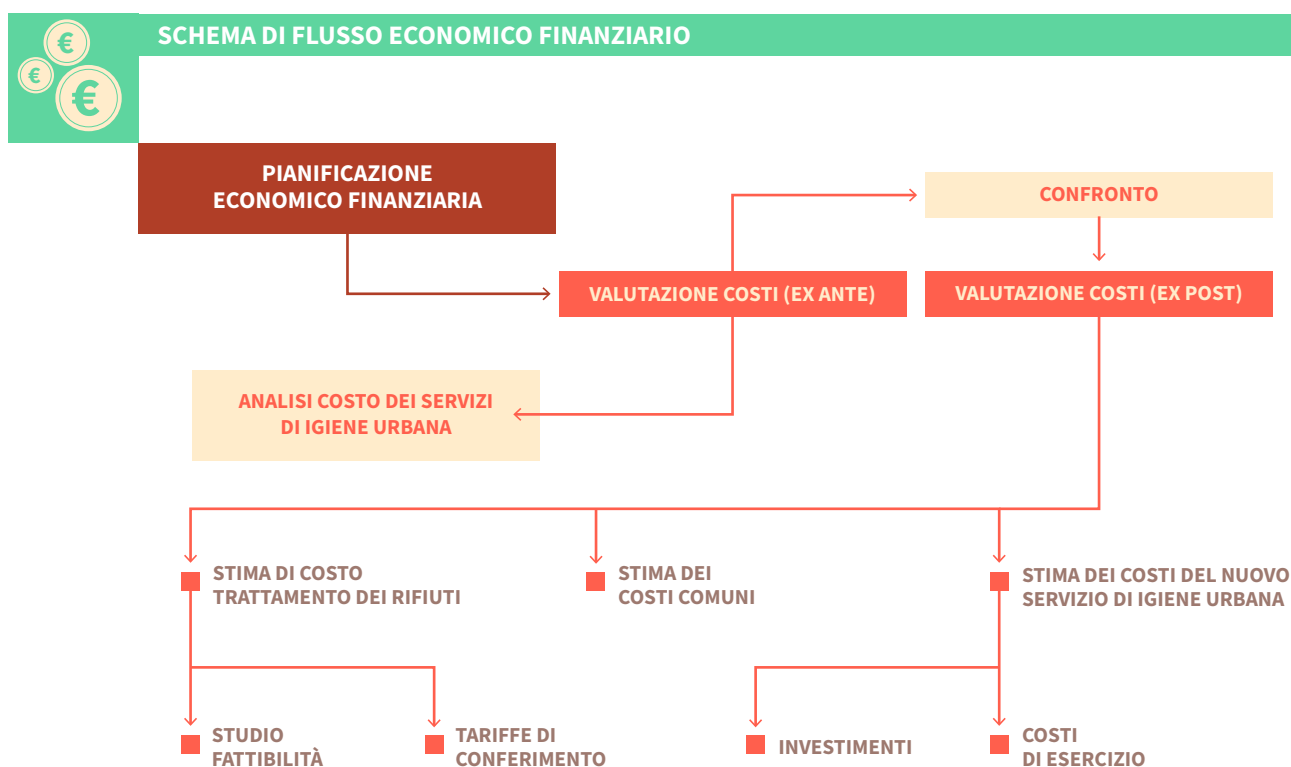 €
€
€
SCHEMA DI FLUSSO ECONOMICO FINANZIARIO
PIANIFICAZIONE
ECONOMICO FINANZIARIA
CONFRONTO
VALUTAZIONE COSTI (EX ANTE)
VALUTAZIONE COSTI (EX POST)
ANALISI COSTO DEI SERVIZI
DI IGIENE URBANA
STIMA DI COSTO
TRATTAMENTO DEI RIFIUTI
STIMA DEI
COSTI COMUNI
STIMA DEI COSTI DEL NUOVO
SERVIZIO DI IGIENE URBANA
STUDIO
FATTIBILITÀ
TARIFFE DI
CONFERIMENTO
INVESTIMENTI
COSTI
DI ESERCIZIO